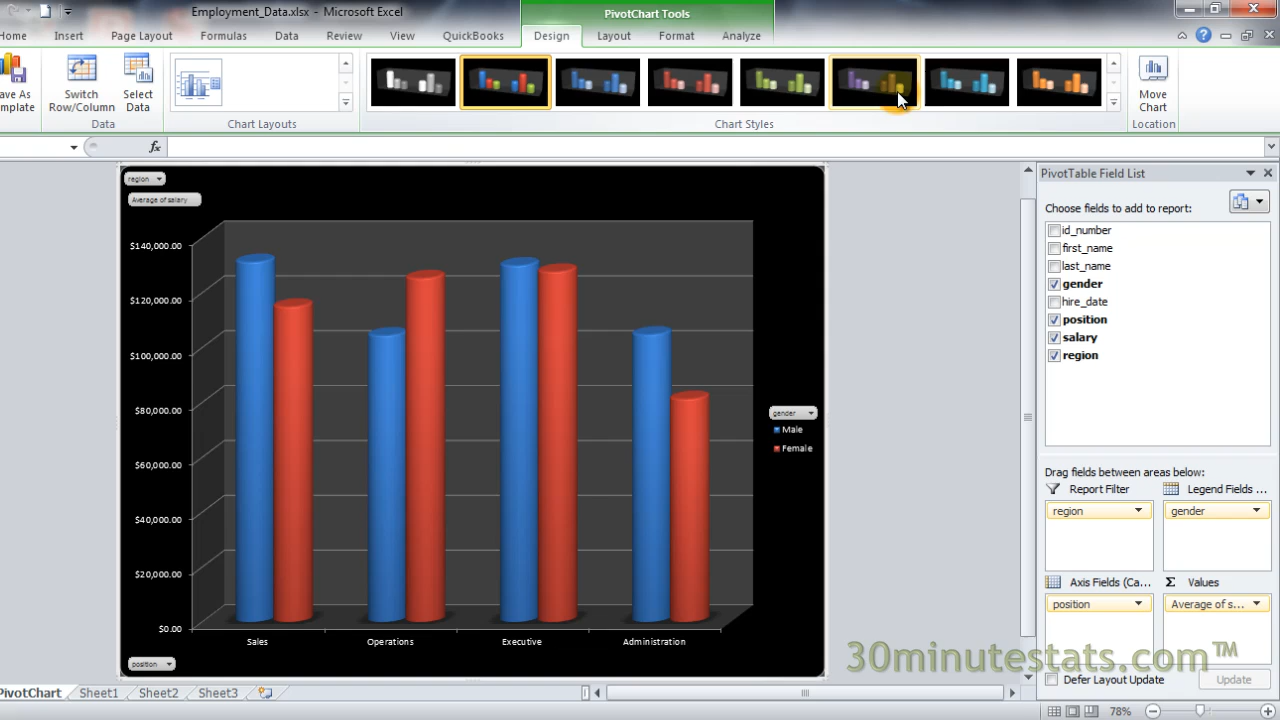 Employment_Data.xlsx - Microsoft Excel
PivotChart Tools
Home Insert Page Layout Formulas Data Review View QuickBooks Design Layout Format Analyze
Save As Template
Switch Row/Column
Select Data
Move Chart
Data
Chart Layouts
Chart Styles
Location
fx
region
Average of salary
$140,000.00
$120,000.00
$100,000.00
$80,000.00
$60,000.00
$40,000.00
$20,000.00
$0.00
Sales
Operations
Executive
Administration
gender
Male
Female
position
PivotTable Field List
Choose fields to add to report:
id_number
first_name
last_name
gender
hire_date
position
salary
region
Drag fields between areas below:
Report Filter
Legend Fields ...
region
gender
Axis Fields (Ca...
Σ Values
position
Average of s...
30minutestats.com™
Defer Layout Update
Update
PivotChart Sheet1 Sheet2 Sheet3
78%